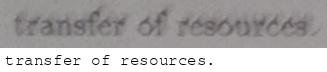 transfer of resources.
transfer of resources.